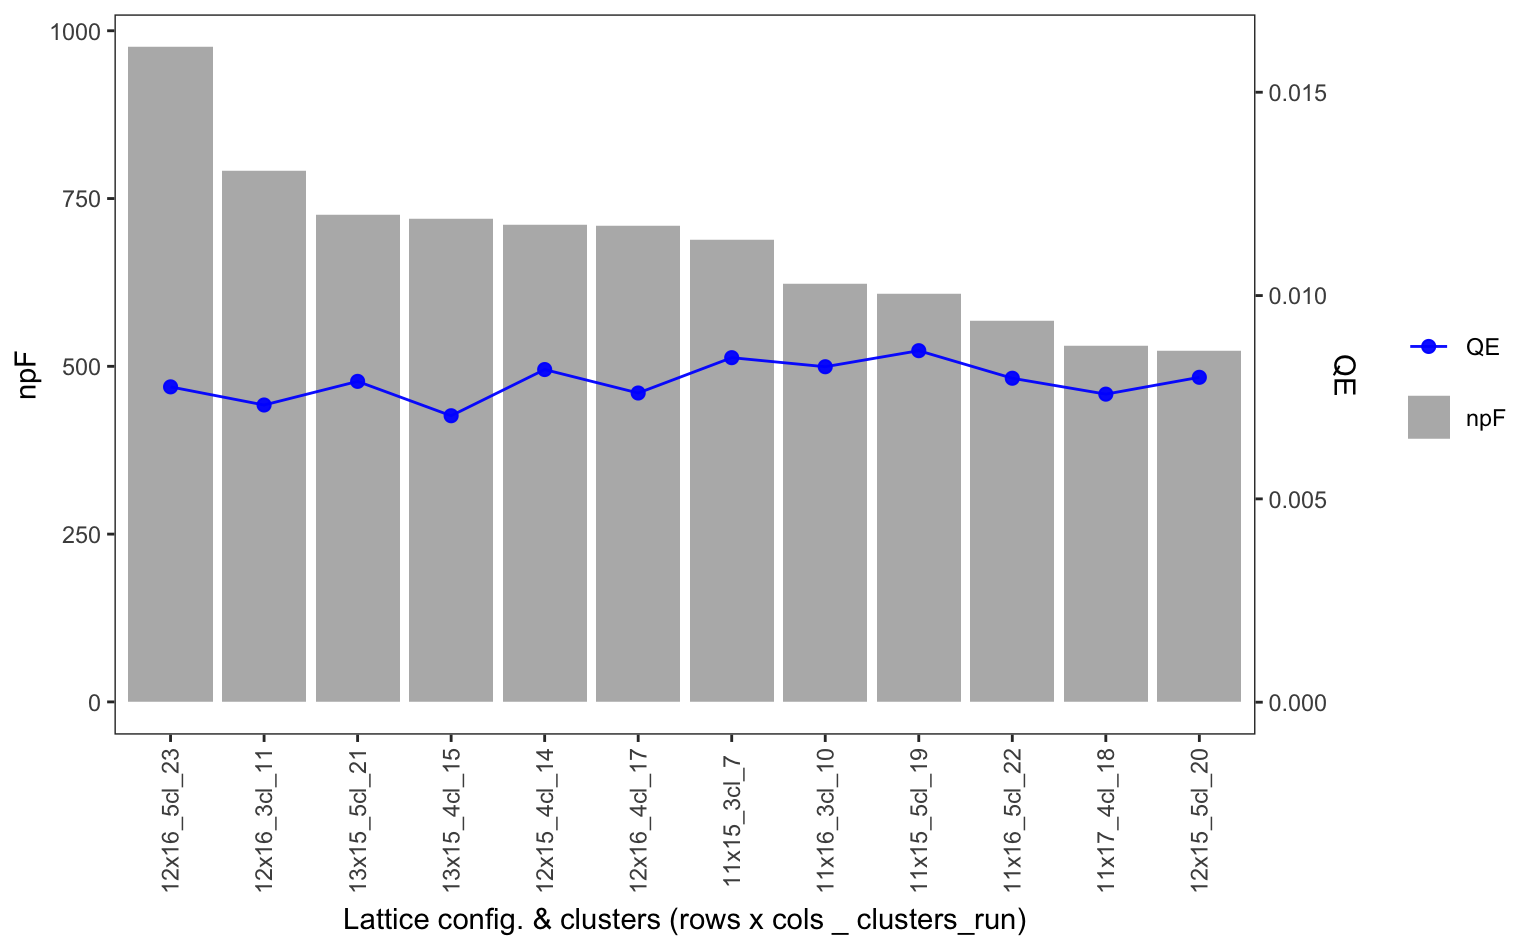 1000
750
500
250
0
npF
0.015
0.010
0.005
0.000
QE
QE
npF
12x16_5cl_23
12x16_3cl_11
13x15_5cl_21
13x15_4cl_15
12x15_4cl_14
12x16_4cl_17
11x15_3cl_7
11x16_3cl_10
11x15_5cl_19
11x16_5cl_22
11x17_4cl_18
12x15_5cl_20
Lattice config. & clusters (rows x cols _ clusters_run)